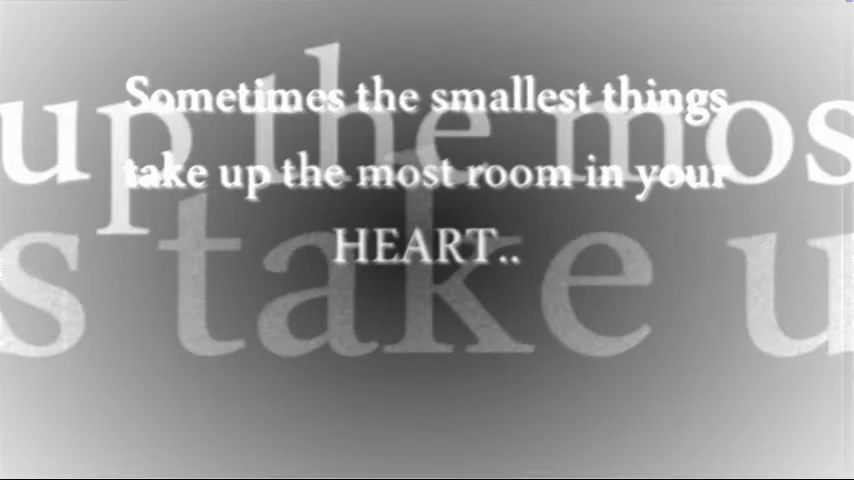 Sometimes the smallest things
take up the most room in your
HEART..
up the mos
s take u